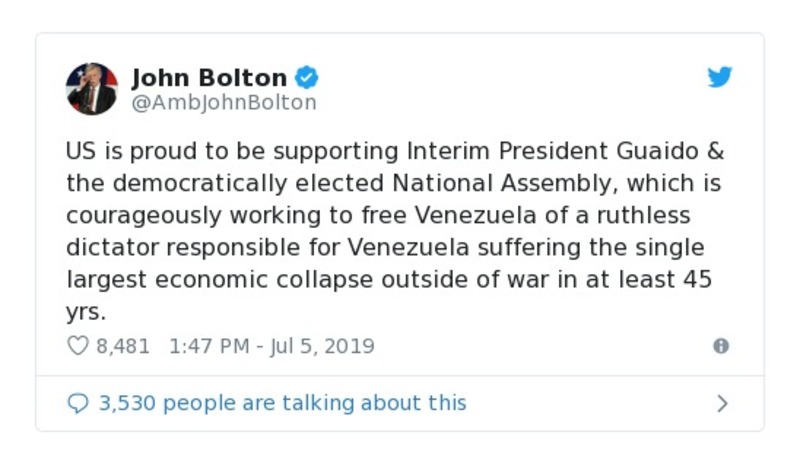 John Bolton
@AmbJohnBolton
US is proud to be supporting Interim President Guaido &
the democratically elected National Assembly, which is
courageously working to free Venezuela of a ruthless
dictator responsible for Venezuela suffering the single
largest economic collapse outside of war in at least 45
yrs.
8,481 1:47 PM - Jul 5, 2019
3,530 people are talking about this